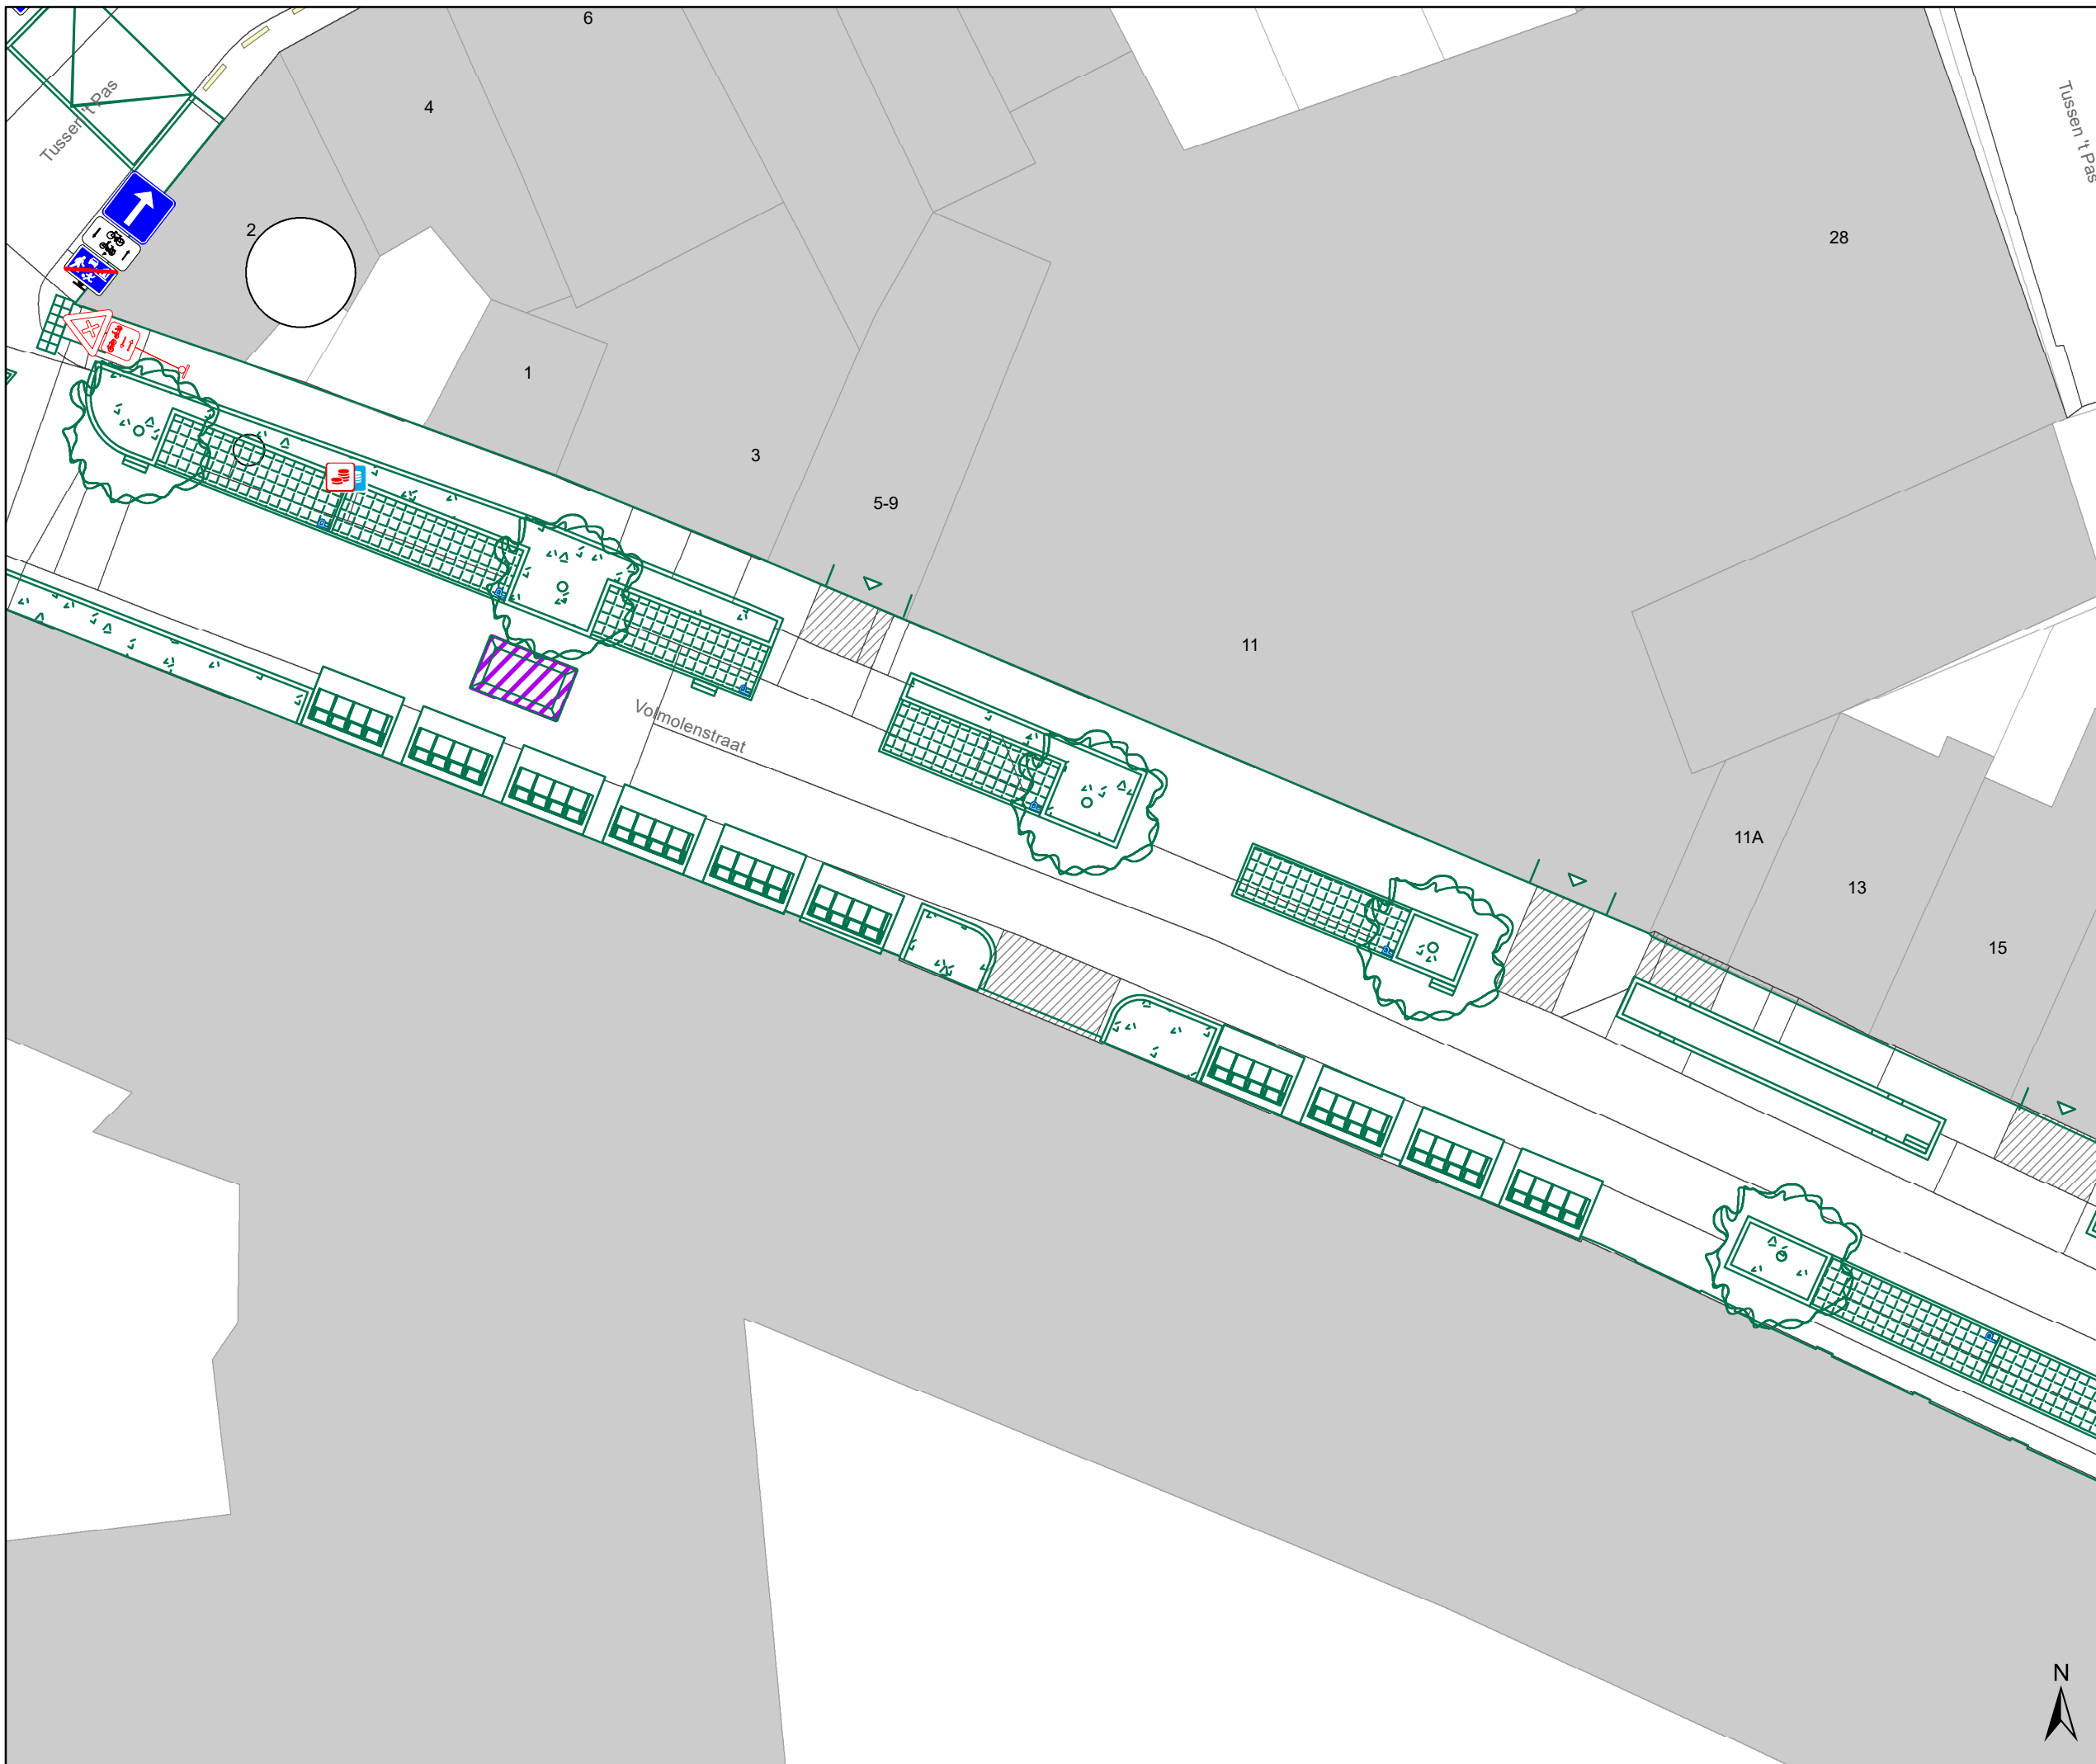 6
4
Tussen 't Pas
Tussen 't Pas
2
28
1
3
5-9
11
Volmolenstraat
11A
13
15
N